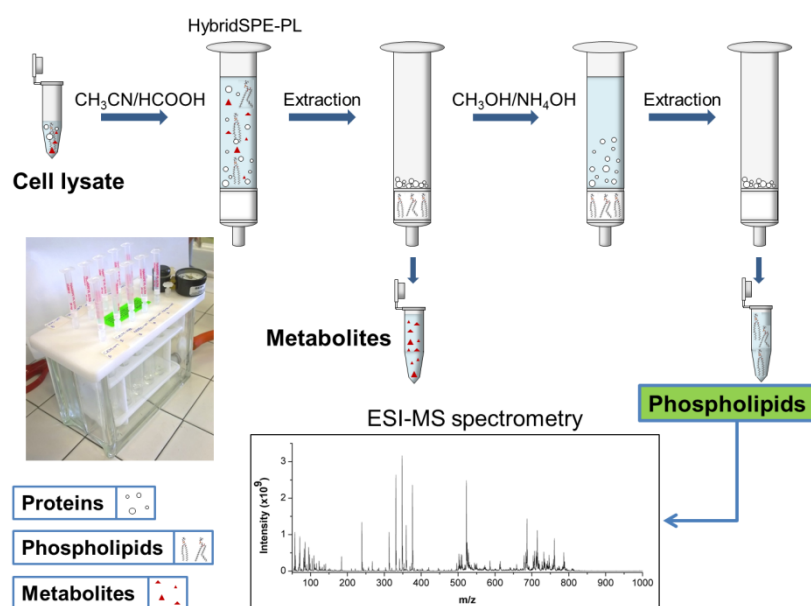 HybridSPE-PL
CH₃CN/HCOOH
Extraction
CH₃OH/NH₄OH
Extraction
Cell lysate
Metabolites
Phospholipids
ESI-MS spectrometry
Intensity (x10⁹)
3
2
1
0
100
200
300
400
500
600
700
800
900
1000
m/z
Proteins
Phospholipids
Metabolites